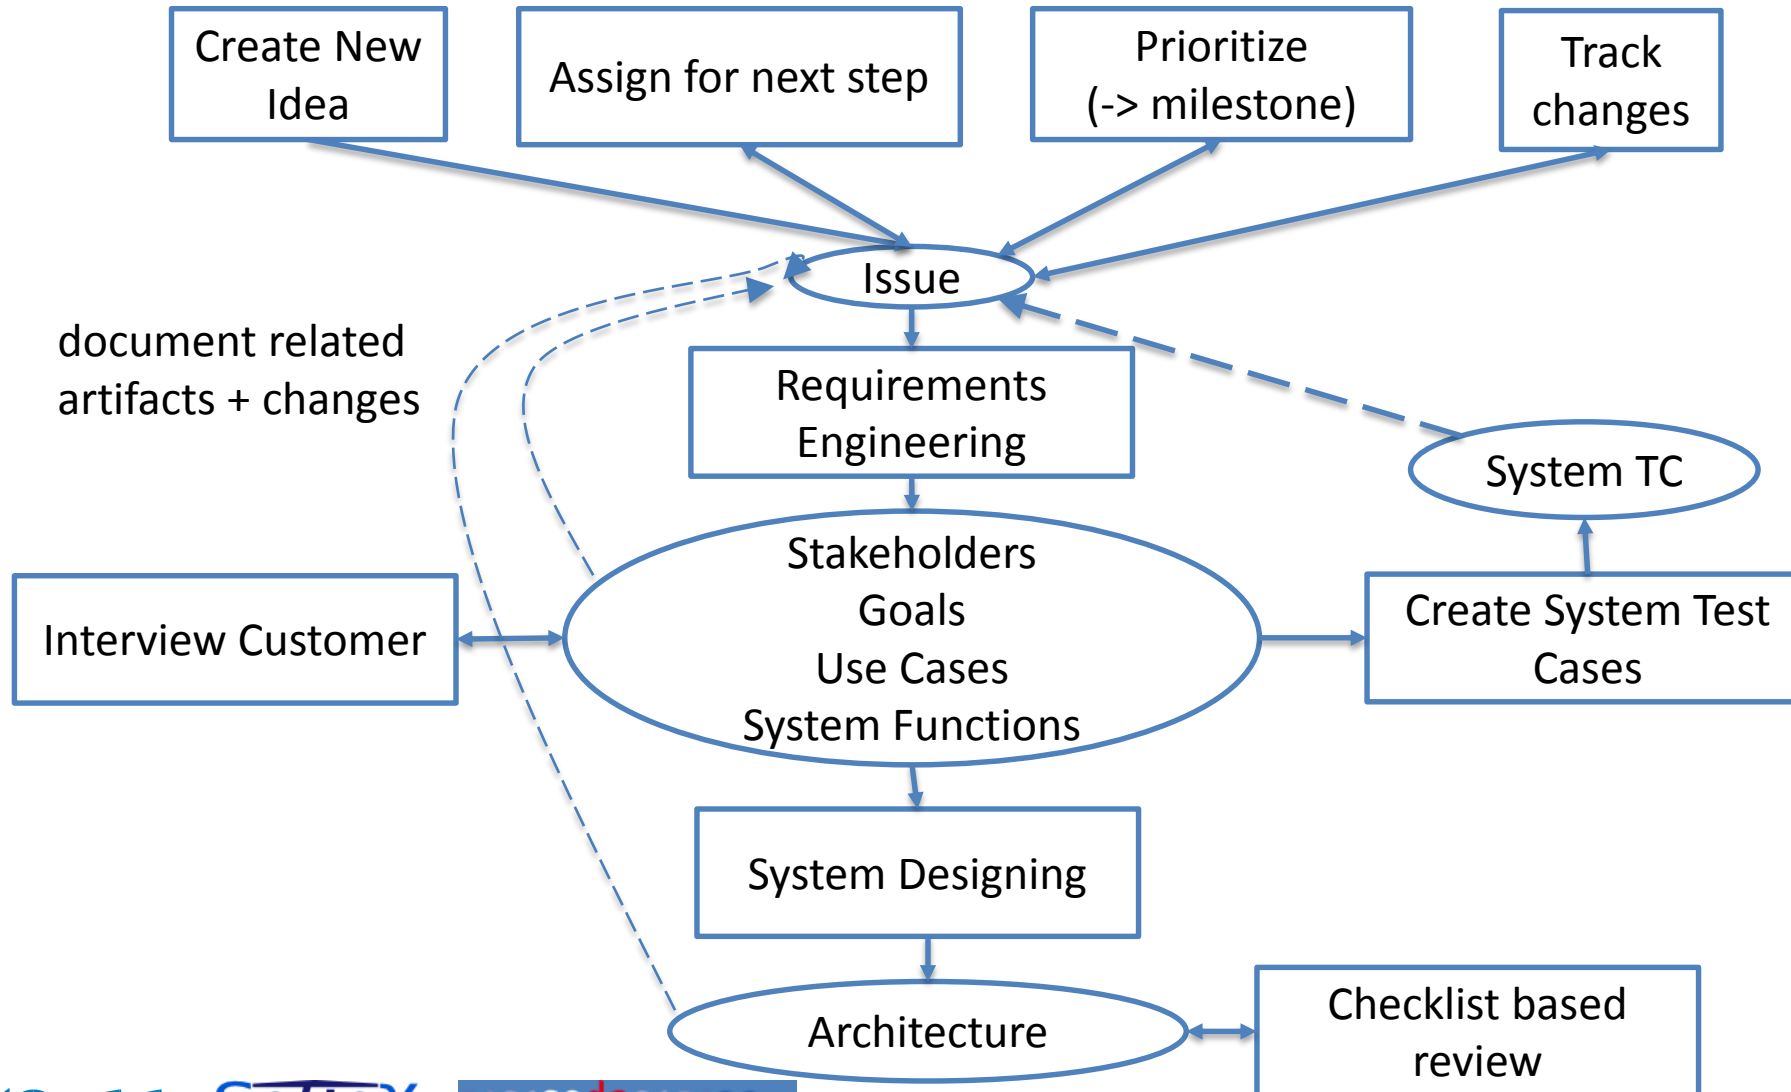 Create New
Idea
Assign for next step
Prioritize
(-> milestone)
Track
changes
Issue
document related
artifacts + changes
Requirements
Engineering
System TC
Stakeholders
Goals
Use Cases
System Functions
Interview Customer
Create System Test
Cases
System Designing
Architecture
Checklist based
review